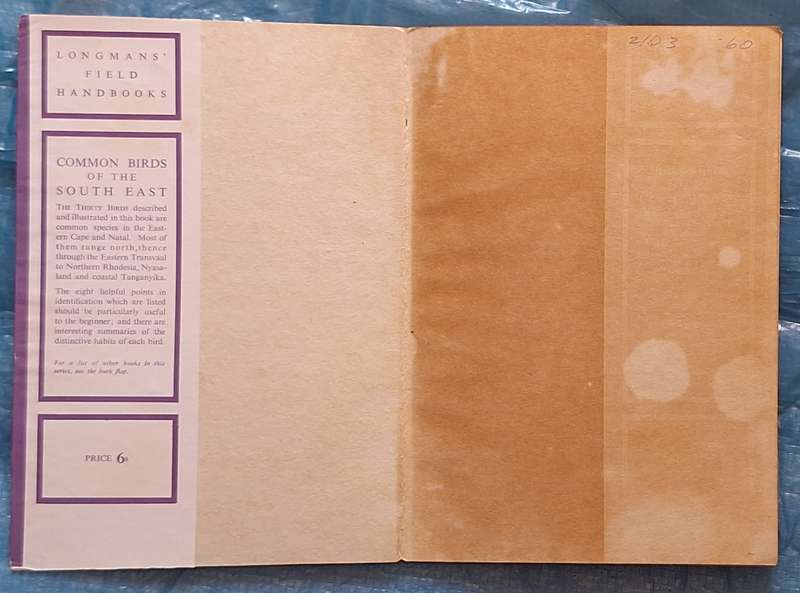 LONGMANS'
FIELD
HANDBOOKS
COMMON BIRDS
OF THE
SOUTH EAST
THE THIRTY BIRDS described
and illustrated in this book are
common species in the East-
ern Cape and Natal. Most of
them range north, thence
through the Eastern Transvaal
to Northern Rhodesia, Nyasa-
land and coastal Tanganyika.
The eight helpful points in
identification which are listed
should be particularly useful
to the beginner; and there are
interesting summaries of the
distinctive habits of each bird.
For a list of other books in this
series, see the back flap.
PRICE 6s
2103 -60